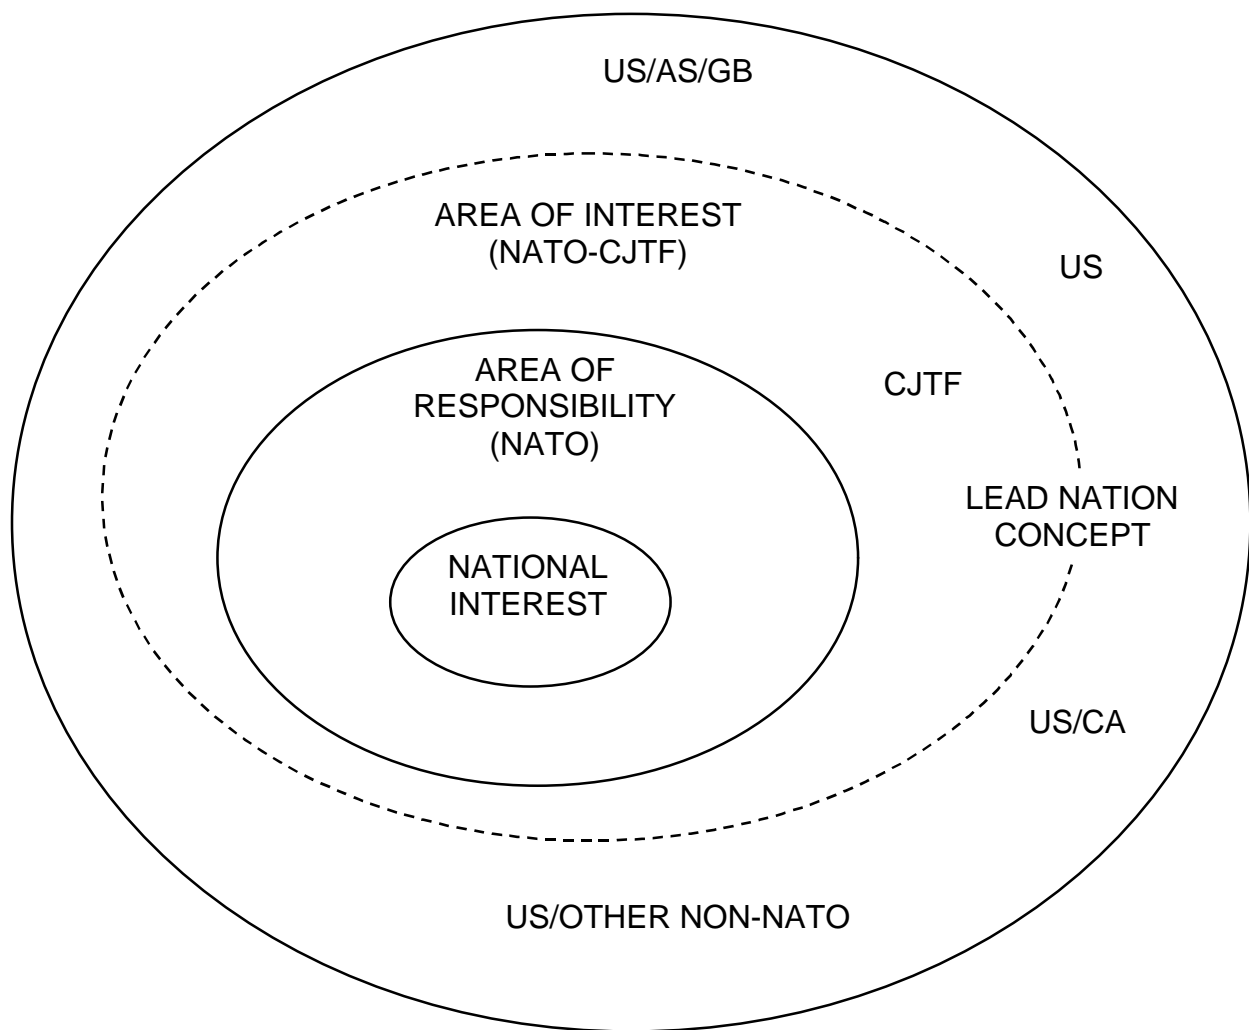 US/AS/GB
AREA OF INTEREST
(NATO-CJTF)
US
AREA OF
RESPONSIBILITY
(NATO)
CJTF
LEAD NATION
CONCEPT
NATIONAL
INTEREST
US/CA
US/OTHER NON-NATO